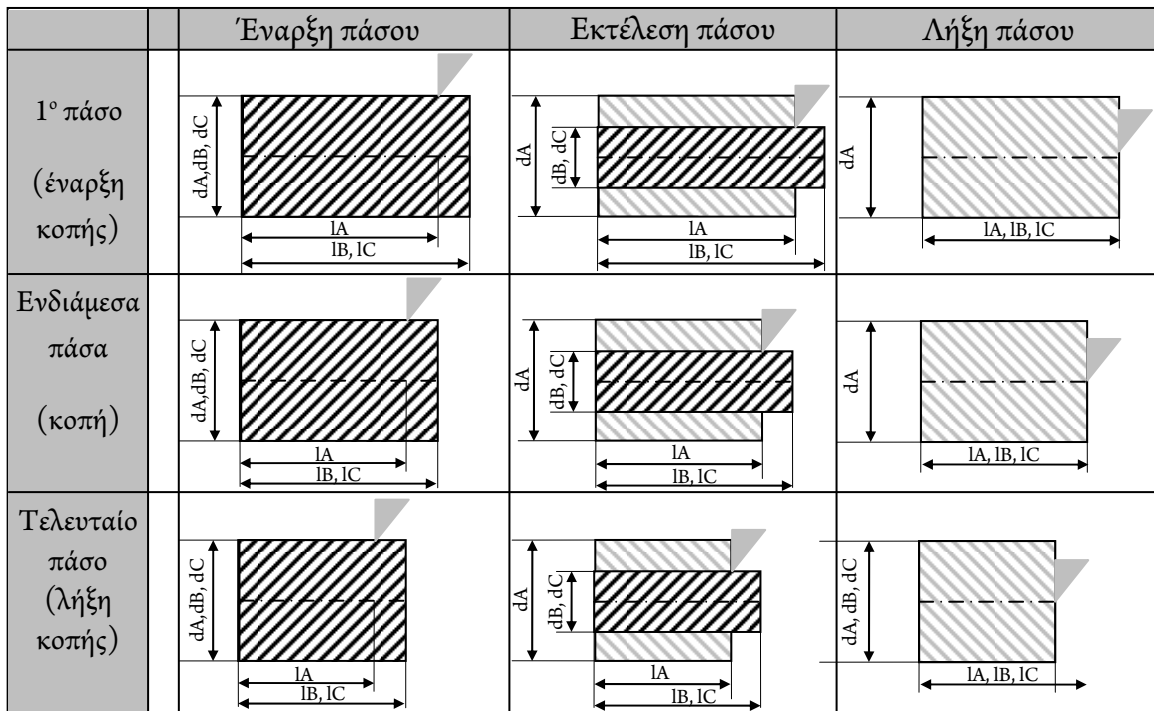 Έναρξη πάσου
Εκτέλεση πάσου
Λήξη πάσου
1º πάσο
(έναρξη
κοπής)
dA,dB, dC
lA
lB, lC
dA
dB, dC
lA
lB, lC
dA
lA, lB, lC
Ενδιάμεσα
πάσα
(κοπή)
dA,dB, dC
lA
lB, lC
dA
dB, dC
lA
lB, lC
dA
lA, lB, lC
Τελευταίο
πάσο
(λήξη
κοπής)
dA,dB, dC
lA
lB, lC
dA
dB, dC
lA
lB, lC
dA, dB, dC
lA, lB, lC